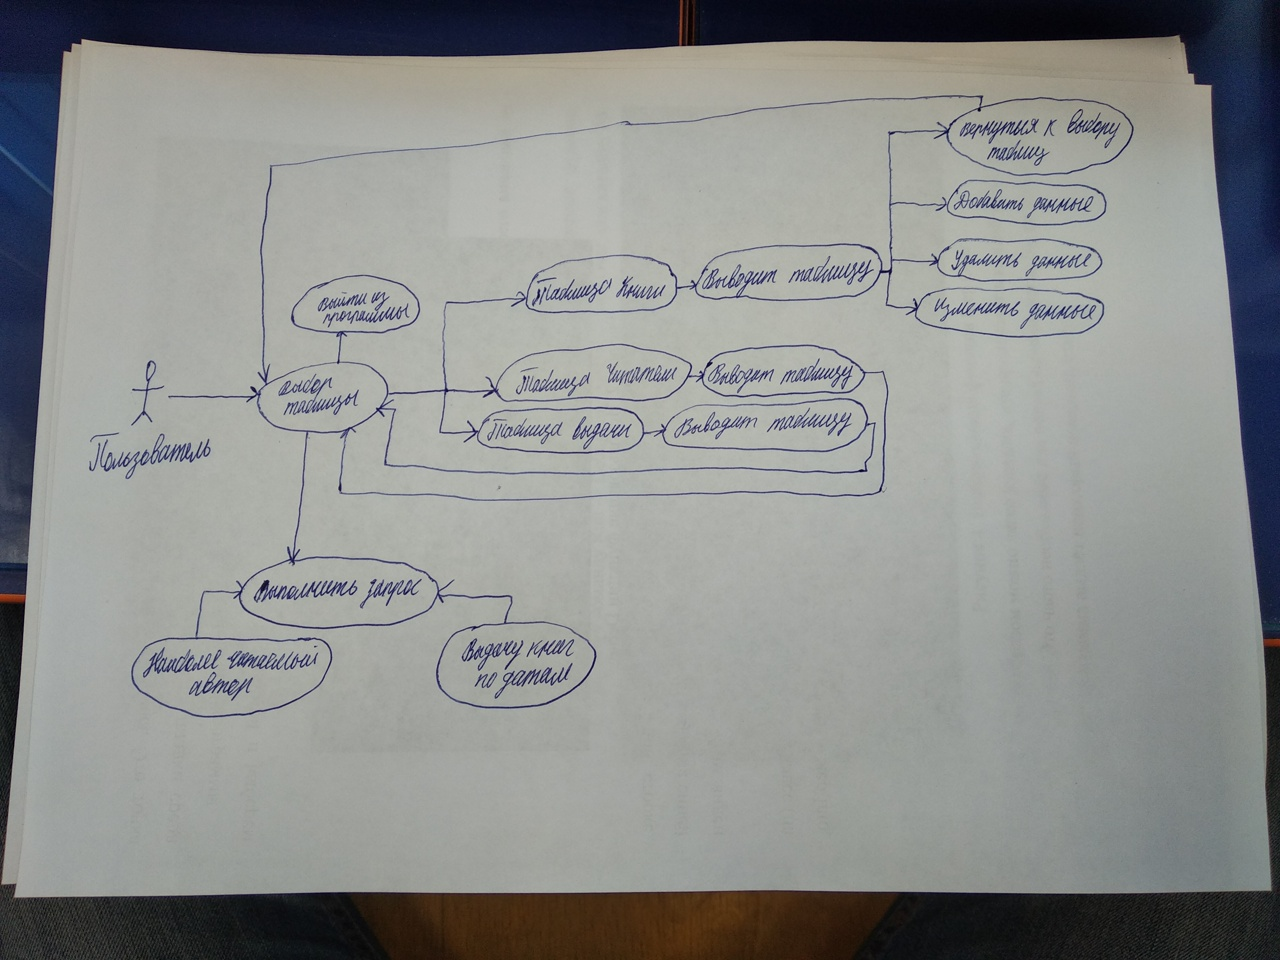 вернуться к выбору
таблиц
Добавить данные
Удалить данные
Изменить данные
Таблица Книги
Выводит таблицу
выйти из
программы
Таблица Читатели
Выводит таблицу
выбор
таблицы
Таблица выдачи
Выводит таблицу
Пользователь
Выполнить запрос
Наиболее читаемый
автор
Выдачу книг
по датам